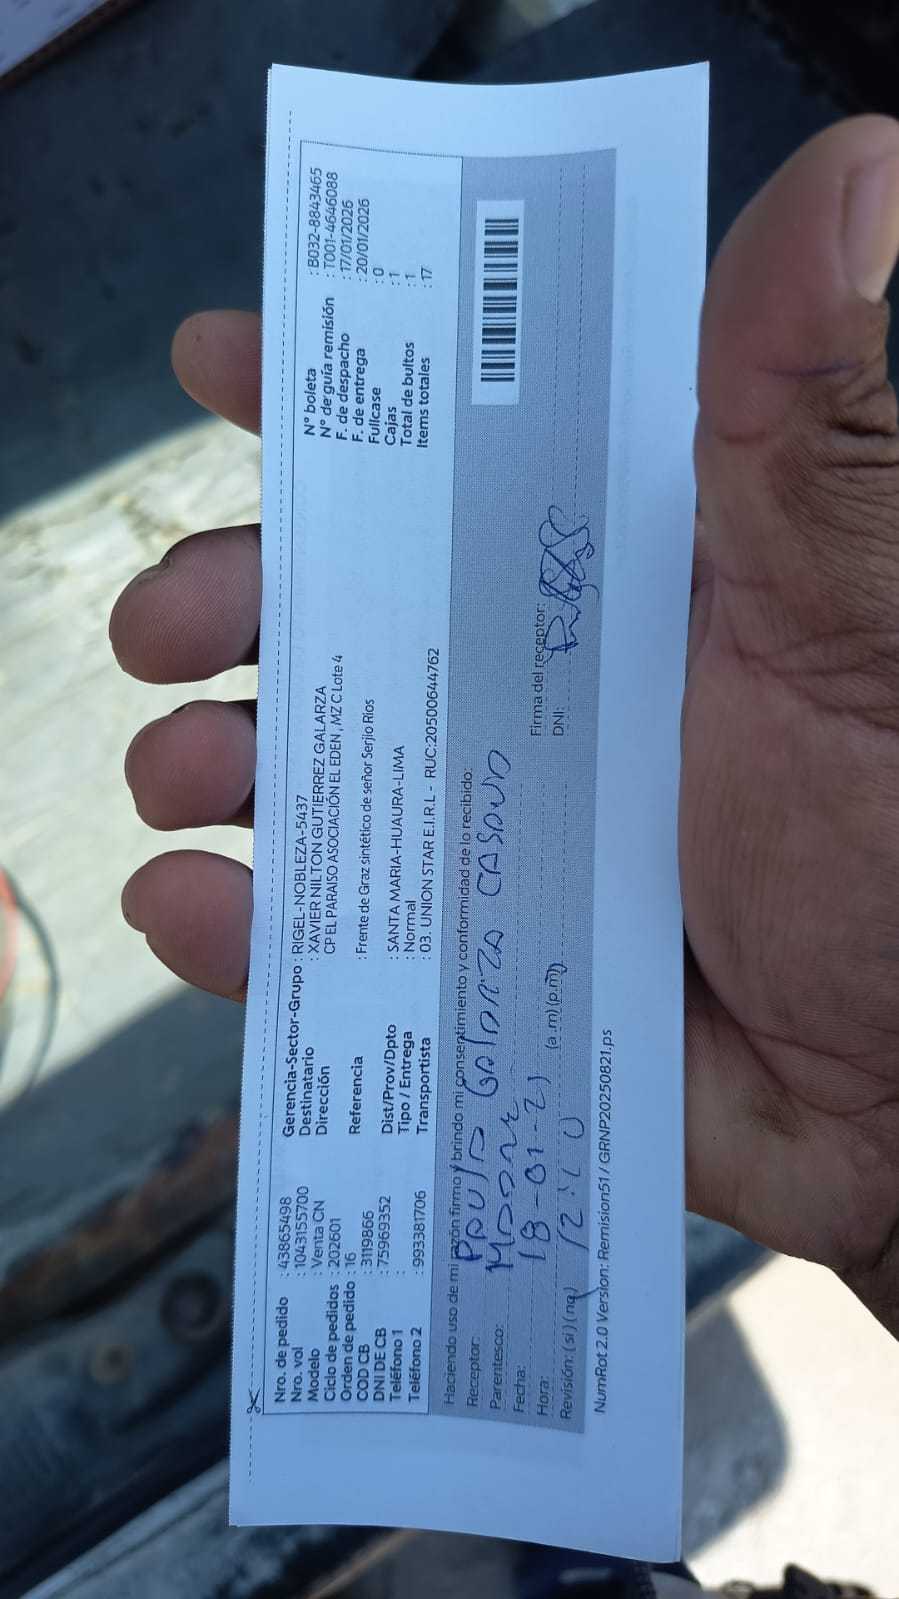 Nro. de pedido : 43865498
Nro. vol : 1043155700
Modelo : Venta CN
Ciclo de pedidos : 202601
Orden de pedido : 16
COD CB : 3119866
DNI DE CB : 75969352
Teléfono 1 :
Teléfono 2 : 993381706
Gerencia-Sector-Grupo : RIGEL-NOBLEZA-5437
Destinatario : XAVIER NILTON GUTIERREZ GALARZA
Dirección CP EL PARAISO ASOCIACIÓN EL EDEN , MZ C Lote 4
Referencia : Frente de Graz sintético de señor Serjio Rios
Dist/Prov/Dpto : SANTA MARIA-HUAURA-LIMA
Tipo / Entrega : Normal
Transportista : 03. UNION STAR E.I.R.L - RUC:20500644762
N° boleta : B032-8843465
N° de guía remisión : T001-4646088
F. de despacho : 17/01/2026
F. de entrega : 20/01/2026
Fullcase : 0
Cajas : 1
Total de bultos : 1
Items totales : 17
Haciendo uso de mi razón firmo y brindo mi consentimiento y conformidad de lo recibido:
Receptor: PAULA GALARZA
Parentesco: MADRE
Fecha: 18-01-2
Hora: (a.m) (p.m)
Revisión: (si) (no)
Firma del receptor:
DNI:
NumRot 2.0 Version: Remision51 / GRNP20250821.ps